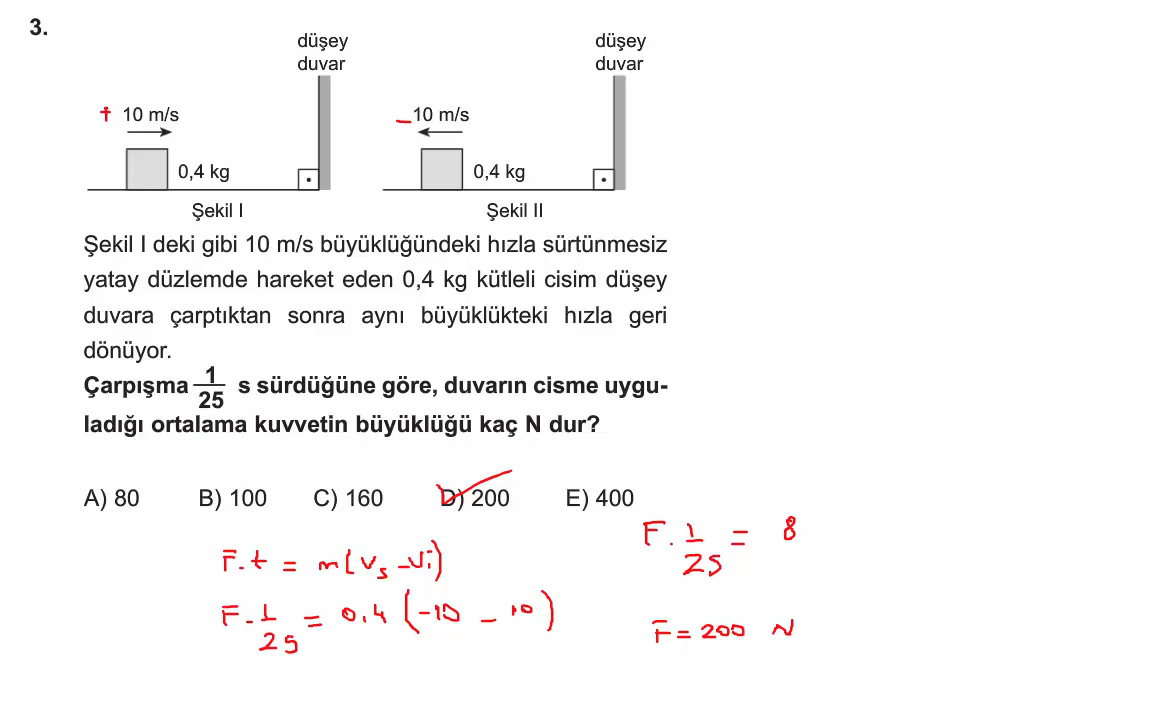 3.
düşey
duvar
düşey
duvar
+ 10 m/s
-10 m/s
0,4 kg
0,4 kg
Şekil I
Şekil II
Şekil I deki gibi 10 m/s büyüklüğündeki hızla sürtünmesiz
yatay düzlemde hareket eden 0,4 kg kütleli cisim düşey
duvara çarptıktan sonra aynı büyüklükteki hızla geri
dönüyor.
Çarpışma 1/25 s sürdüğüne göre, duvarın cisme uygu-
ladığı ortalama kuvvetin büyüklüğü kaç N dur?
A) 80 B) 100 C) 160 D) 200 E) 400
F.t = m(Vs-Vi)
F.1/25 = 0.4 (-10 - 10)
F.1/25 = 8
F=200 N